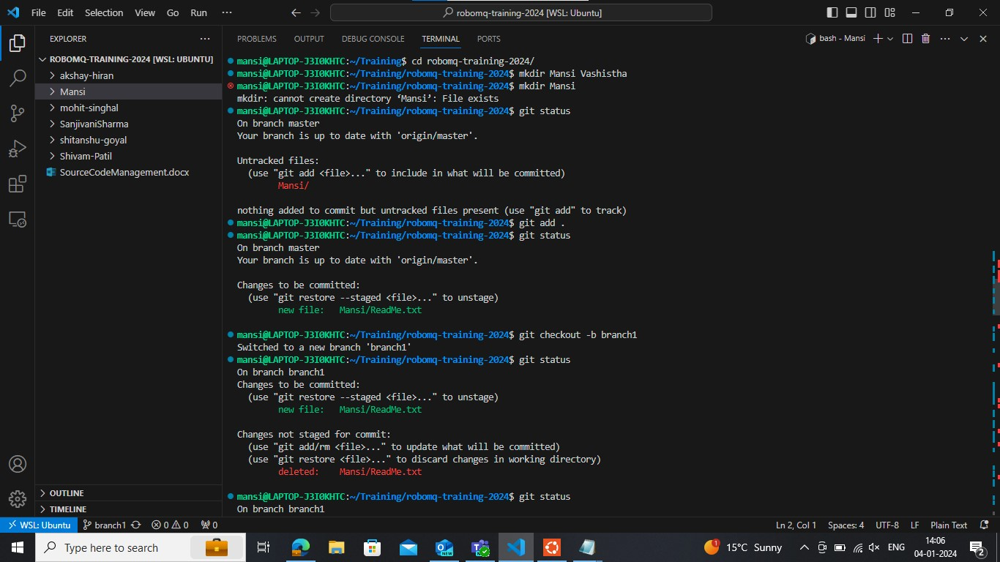 File Edit Selection View Go Run ··· robomq-training-2024 [WSL: Ubuntu]
EXPLORER ···
ROBOMQ-TRAINING-2024 [WSL: UBUNTU]
akshay-hiran
Mansi
mohit-singhal
SanjivaniSharma
shitanshu-goyal
Shivam-Patil
SourceCodeManagement.docx
OUTLINE
TIMELINE
PROBLEMS OUTPUT DEBUG CONSOLE TERMINAL PORTS bash - Mansi
mansi@LAPTOP-J3I0KHTC:~/Training$ cd robomq-training-2024/
mansi@LAPTOP-J3I0KHTC:~/Training/robomq-training-2024$ mkdir Mansi Vashistha
mansi@LAPTOP-J3I0KHTC:~/Training/robomq-training-2024$ mkdir Mansi
mkdir: cannot create directory ‘Mansi’: File exists
mansi@LAPTOP-J3I0KHTC:~/Training/robomq-training-2024$ git status
On branch master
Your branch is up to date with 'origin/master'.
Untracked files:
(use "git add <file>..." to include in what will be committed)
Mansi/
nothing added to commit but untracked files present (use "git add" to track)
mansi@LAPTOP-J3I0KHTC:~/Training/robomq-training-2024$ git add .
mansi@LAPTOP-J3I0KHTC:~/Training/robomq-training-2024$ git status
On branch master
Your branch is up to date with 'origin/master'.
Changes to be committed:
(use "git restore --staged <file>..." to unstage)
new file: Mansi/ReadMe.txt
mansi@LAPTOP-J3I0KHTC:~/Training/robomq-training-2024$ git checkout -b branch1
Switched to a new branch 'branch1'
mansi@LAPTOP-J3I0KHTC:~/Training/robomq-training-2024$ git status
On branch branch1
Changes to be committed:
(use "git restore --staged <file>..." to unstage)
new file: Mansi/ReadMe.txt
Changes not staged for commit:
(use "git add/rm <file>..." to update what will be committed)
(use "git restore <file>..." to discard changes in working directory)
deleted: Mansi/ReadMe.txt
mansi@LAPTOP-J3I0KHTC:~/Training/robomq-training-2024$ git status
On branch branch1
WSL: Ubuntu branch1 0 0 0 Ln 2, Col 1 Spaces: 4 UTF-8 LF Plain Text
Type here to search NEW 1 15°C Sunny ENG 14:06 2
04-01-2024